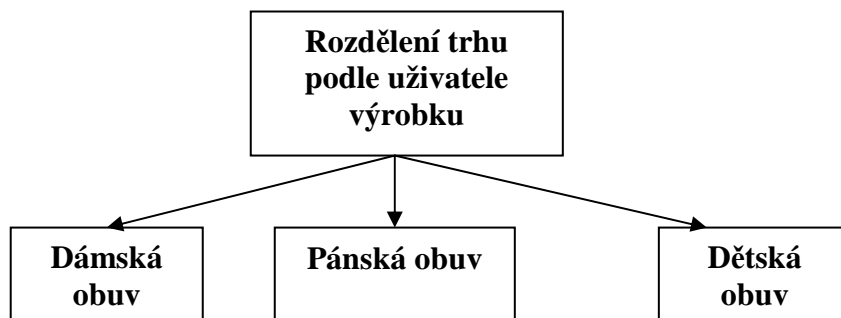 Rozdělení trhu
podle uživatele
výrobku
Dámská
obuv
Pánská obuv
Dětská
obuv